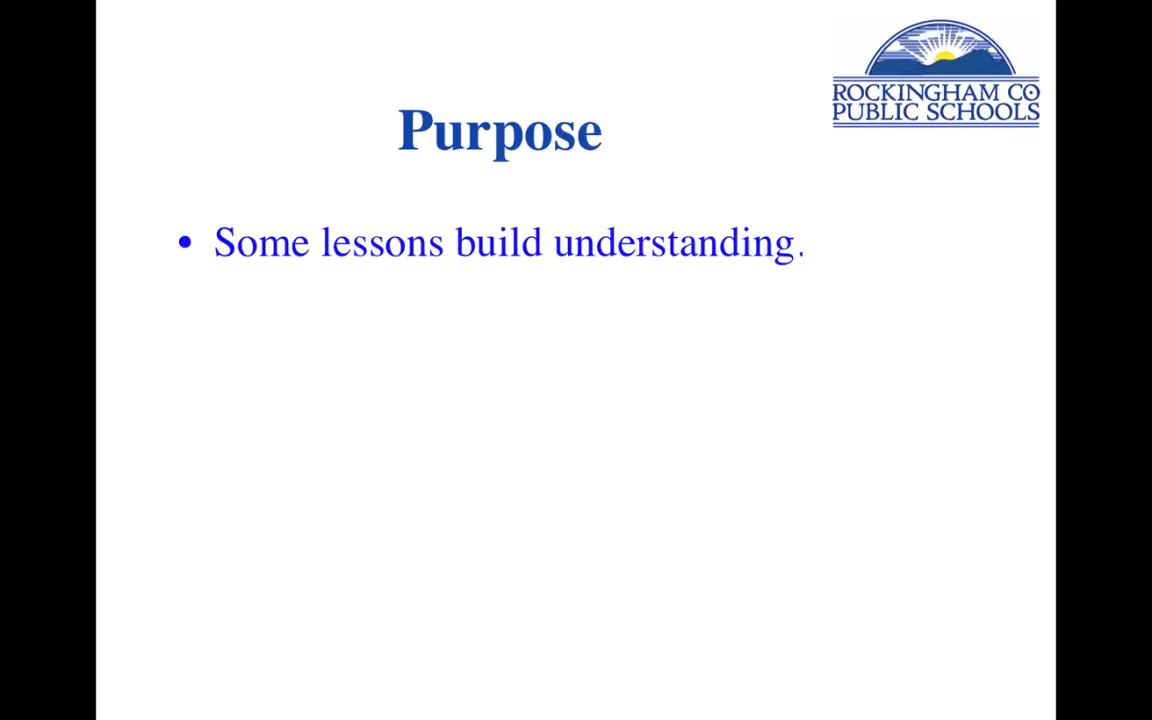 ROCKINGHAM CO
PUBLIC SCHOOLS
Purpose
• Some lessons build understanding.